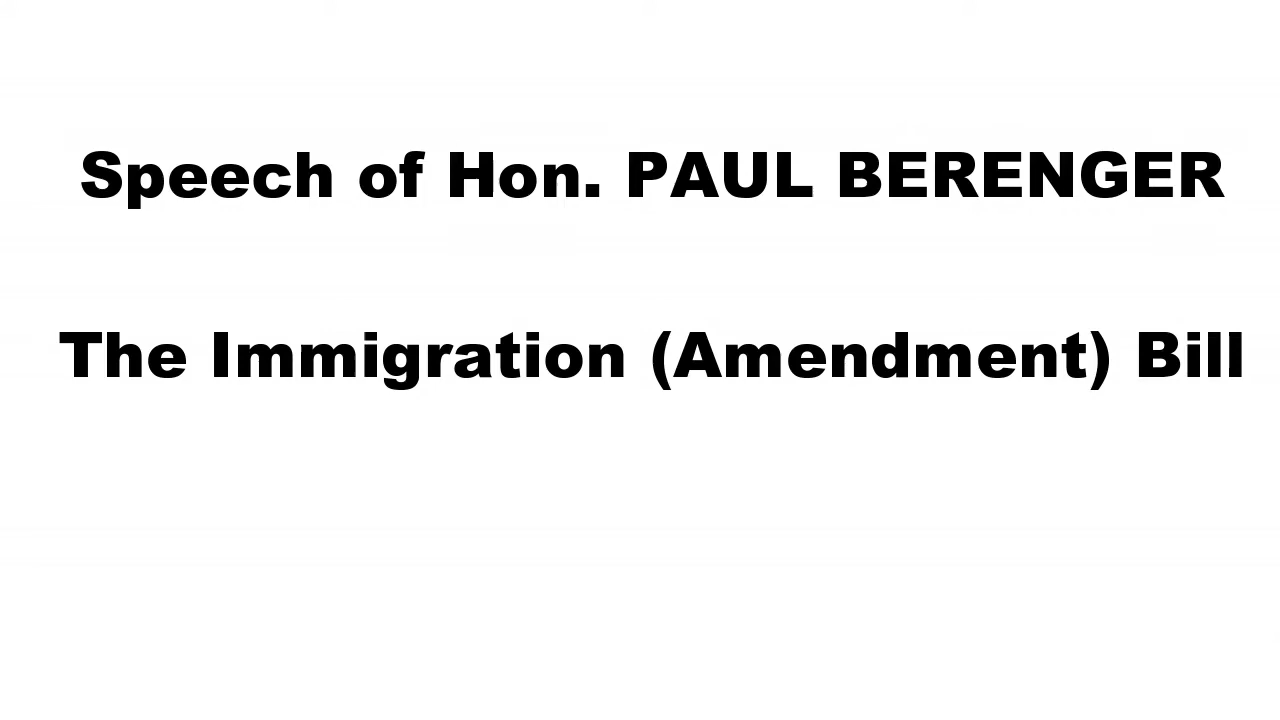 Speech of Hon. PAUL BERENGER
The Immigration (Amendment) Bill